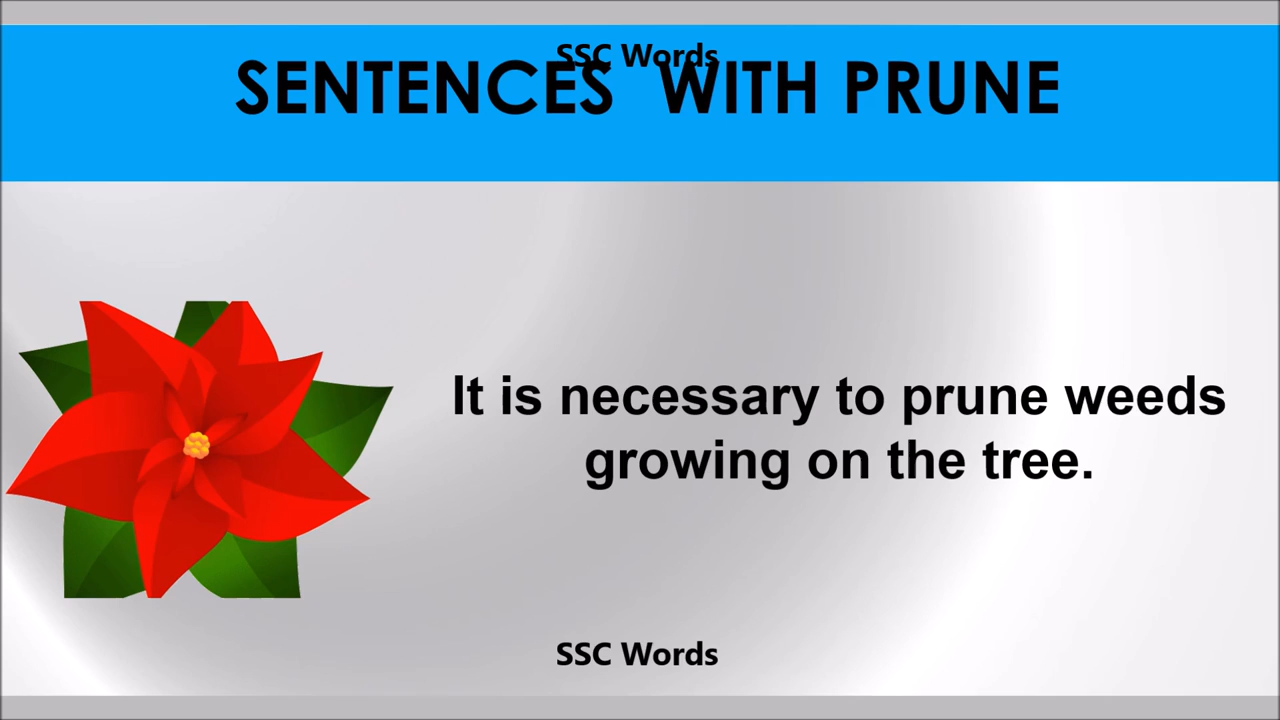 SSC Words
SENTENCES WITH PRUNE
It is necessary to prune weeds
growing on the tree.
SSC Words